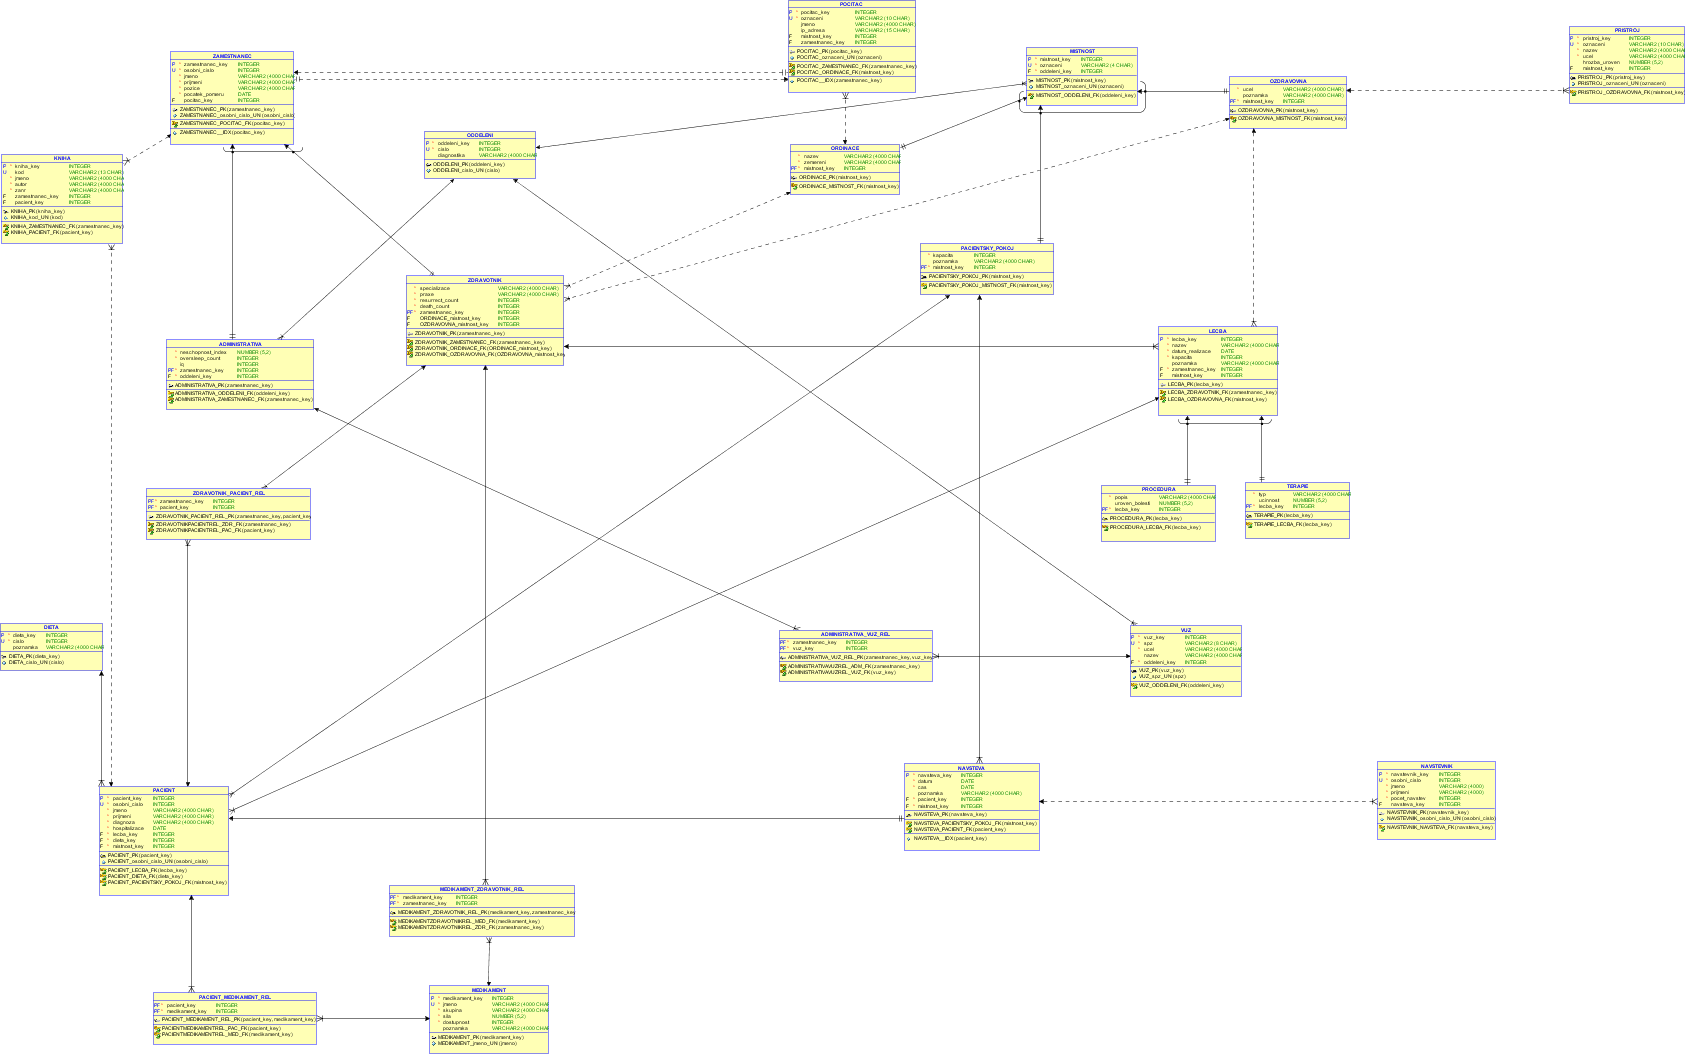 POCITAC
P * pocitac_key INTEGER
U * oznaceni VARCHAR2 (10 CHAR)
jmeno VARCHAR2 (4000 CHAR)
ip_adresa VARCHAR2 (15 CHAR)
F mistnost_key INTEGER
F zamestnanec_key INTEGER
POCITAC_PK (pocitac_key)
POCITAC_oznaceni_UN (oznaceni)
POCITAC_ZAMESTNANEC_FK (zamestnanec_key)
POCITAC_ORDINACE_FK (mistnost_key)
POCITAC__IDX (zamestnanec_key)
PRISTROJ
P * pristroj_key INTEGER
U * oznaceni VARCHAR2 (10 CHAR)
* nazev VARCHAR2 (4000 CHAR
* ucel VARCHAR2 (4000 CHAR
hrozba_uroven NUMBER (5,2)
F mistnost_key INTEGER
PRISTROJ_PK (pristroj_key)
PRISTROJ_oznaceni_UN (oznaceni)
PRISTROJ_OZDRAVOVNA_FK (mistnost_key)
ZAMESTNANEC
P * zamestnanec_key INTEGER
U * osobni_cislo INTEGER
* jmeno VARCHAR2 (4000 CHAR
* prijmeni VARCHAR2 (4000 CHAR
* pozice VARCHAR2 (4000 CHAR
* pocatek_pomeru DATE
F pocitac_key INTEGER
ZAMESTNANEC_PK (zamestnanec_key)
ZAMESTNANEC_osobni_cislo_UN (osobni_cislo)
ZAMESTNANEC_POCITAC_FK (pocitac_key)
ZAMESTNANEC__IDX (pocitac_key)
MISTNOST
P * mistnost_key INTEGER
U * oznaceni VARCHAR2 (4 CHAR)
F * oddeleni_key INTEGER
MISTNOST_PK (mistnost_key)
MISTNOST_oznaceni_UN (oznaceni)
MISTNOST_ODDELENI_FK (oddeleni_key)
OZDRAVOVNA
* ucel VARCHAR2 (4000 CHAR)
poznamka VARCHAR2 (4000 CHAR)
PF * mistnost_key INTEGER
OZDRAVOVNA_PK (mistnost_key)
OZDRAVOVNA_MISTNOST_FK (mistnost_key)
ODDELENI
P * oddeleni_key INTEGER
U * cislo INTEGER
diagnostika VARCHAR2 (4000 CHAR
ODDELENI_PK (oddeleni_key)
ODDELENI_cislo_UN (cislo)
ORDINACE
* nazev VARCHAR2 (4000 CHAR
* zamereni VARCHAR2 (4000 CHAR
PF * mistnost_key INTEGER
ORDINACE_PK (mistnost_key)
ORDINACE_MISTNOST_FK (mistnost_key)
KNIHA
P * kniha_key INTEGER
U kod VARCHAR2 (13 CHAR)
* jmeno VARCHAR2 (4000 CHA
* autor VARCHAR2 (4000 CHA
* zanr VARCHAR2 (4000 CHA
F zamestnanec_key INTEGER
F pacient_key INTEGER
KNIHA_PK (kniha_key)
KNIHA_kod_UN (kod)
KNIHA_ZAMESTNANEC_FK (zamestnanec_key)
KNIHA_PACIENT_FK (pacient_key)
PACIENTSKY_POKOJ
* kapacita INTEGER
poznamka VARCHAR2 (4000 CHAR)
PF * mistnost_key INTEGER
PACIENTSKY_POKOJ_PK (mistnost_key)
PACIENTSKY_POKOJ_MISTNOST_FK (mistnost_key)
ZDRAVOTNIK
* specializace VARCHAR2 (4000 CHAR)
* praxe VARCHAR2 (4000 CHAR)
* resurrect_count INTEGER
* death_count INTEGER
PF * zamestnanec_key INTEGER
F ORDINACE_mistnost_key INTEGER
F OZDRAVOVNA_mistnost_key INTEGER
ZDRAVOTNIK_PK (zamestnanec_key)
ZDRAVOTNIK_ZAMESTNANEC_FK (zamestnanec_key)
ZDRAVOTNIK_ORDINACE_FK (ORDINACE_mistnost_key)
ZDRAVOTNIK_OZDRAVOVNA_FK (OZDRAVOVNA_mistnost_key
ADMINISTRATIVA
* neschopnost_index NUMBER (5,2)
* oversleep_count INTEGER
iq INTEGER
PF * zamestnanec_key INTEGER
F * oddeleni_key INTEGER
ADMINISTRATIVA_PK (zamestnanec_key)
ADMINISTRATIVA_ODDELENI_FK (oddeleni_key)
ADMINISTRATIVA_ZAMESTNANEC_FK (zamestnanec_key)
LECBA
P * lecba_key INTEGER
* nazev VARCHAR2 (4000 CHAR
* datum_realizace DATE
* kapacita INTEGER
poznamka VARCHAR2 (4000 CHAR
F * zamestnanec_key INTEGER
F mistnost_key INTEGER
LECBA_PK (lecba_key)
LECBA_ZDRAVOTNIK_FK (zamestnanec_key)
LECBA_OZDRAVOVNA_FK (mistnost_key)
PROCEDURA
* popis VARCHAR2 (4000 CHAR
uroven_bolesti NUMBER (5,2)
PF * lecba_key INTEGER
PROCEDURA_PK (lecba_key)
PROCEDURA_LECBA_FK (lecba_key)
TERAPIE
* typ VARCHAR2 (4000 CHAR
ucinnost NUMBER (5,2)
PF * lecba_key INTEGER
TERAPIE_PK (lecba_key)
TERAPIE_LECBA_FK (lecba_key)
ZDRAVOTNIK_PACIENT_REL
PF * zamestnanec_key INTEGER
PF * pacient_key INTEGER
ZDRAVOTNIK_PACIENT_REL_PK (zamestnanec_key, pacient_key
ZDRAVOTNIKPACIENTREL_ZDR_FK (zamestnanec_key)
ZDRAVOTNIKPACIENTREL_PAC_FK (pacient_key)
DIETA
P * dieta_key INTEGER
U * cislo INTEGER
poznamka VARCHAR2 (4000 CHAR
DIETA_PK (dieta_key)
DIETA_cislo_UN (cislo)
ADMINISTRATIVA_VUZ_REL
PF * zamestnanec_key INTEGER
PF * vuz_key INTEGER
ADMINISTRATIVA_VUZ_REL_PK (zamestnanec_key, vuz_key
ADMINISTRATIVAVUZREL_ADM_FK (zamestnanec_key)
ADMINISTRATIVAVUZREL_VUZ_FK (vuz_key)
VUZ
P * vuz_key INTEGER
U * spz VARCHAR2 (8 CHAR)
* ucel VARCHAR2 (4000 CHAR
nazev VARCHAR2 (4000 CHAR
F * oddeleni_key INTEGER
VUZ_PK (vuz_key)
VUZ_spz_UN (spz)
VUZ_ODDELENI_FK (oddeleni_key)
PACIENT
P * pacient_key INTEGER
U * osobni_cislo INTEGER
* jmeno VARCHAR2 (4000 CHAR)
* prijmeni VARCHAR2 (4000 CHAR)
* diagnoza VARCHAR2 (4000 CHAR)
* hospitalizace DATE
F * lecba_key INTEGER
F * dieta_key INTEGER
F * mistnost_key INTEGER
PACIENT_PK (pacient_key)
PACIENT_osobni_cislo_UN (osobni_cislo)
PACIENT_LECBA_FK (lecba_key)
PACIENT_DIETA_FK (dieta_key)
PACIENT_PACIENTSKY_POKOJ_FK (mistnost_key)
NAVSTEVA
P * navsteva_key INTEGER
* datum DATE
* cas DATE
poznamka VARCHAR2 (4000 CHAR)
F * pacient_key INTEGER
F * mistnost_key INTEGER
NAVSTEVA_PK (navsteva_key)
NAVSTEVA_PACIENTSKY_POKOJ_FK (mistnost_key)
NAVSTEVA_PACIENT_FK (pacient_key)
NAVSTEVA__IDX (pacient_key)
NAVSTEVNIK
P * navstevnik_key INTEGER
U * osobni_cislo INTEGER
* jmeno VARCHAR2 (4000)
* prijmeni VARCHAR2 (4000)
* pocet_navstev INTEGER
F navsteva_key INTEGER
NAVSTEVNIK_PK (navstevnik_key)
NAVSTEVNIK_osobni_cislo_UN (osobni_cislo)
NAVSTEVNIK_NAVSTEVA_FK (navsteva_key)
MEDIKAMENT_ZDRAVOTNIK_REL
PF * medikament_key INTEGER
PF * zamestnanec_key INTEGER
MEDIKAMENT_ZDRAVOTNIK_REL_PK (medikament_key, zamestnanec_key
MEDIKAMENTZDRAVOTNIKREL_MED_FK (medikament_key)
MEDIKAMENTZDRAVOTNIKREL_ZDR_FK (zamestnanec_key)
PACIENT_MEDIKAMENT_REL
PF * pacient_key INTEGER
PF * medikament_key INTEGER
PACIENT_MEDIKAMENT_REL_PK (pacient_key, medikament_key
PACIENTMEDIKAMENTREL_PAC_FK (pacient_key)
PACIENTMEDIKAMENTREL_MED_FK (medikament_key)
MEDIKAMENT
P * medikament_key INTEGER
U * jmeno VARCHAR2 (4000 CHAR
* skupina VARCHAR2 (4000 CHAR
* sila NUMBER (5,2)
* dostupnost INTEGER
poznamka VARCHAR2 (4000 CHAR
MEDIKAMENT_PK (medikament_key)
MEDIKAMENT_jmeno_UN (jmeno)